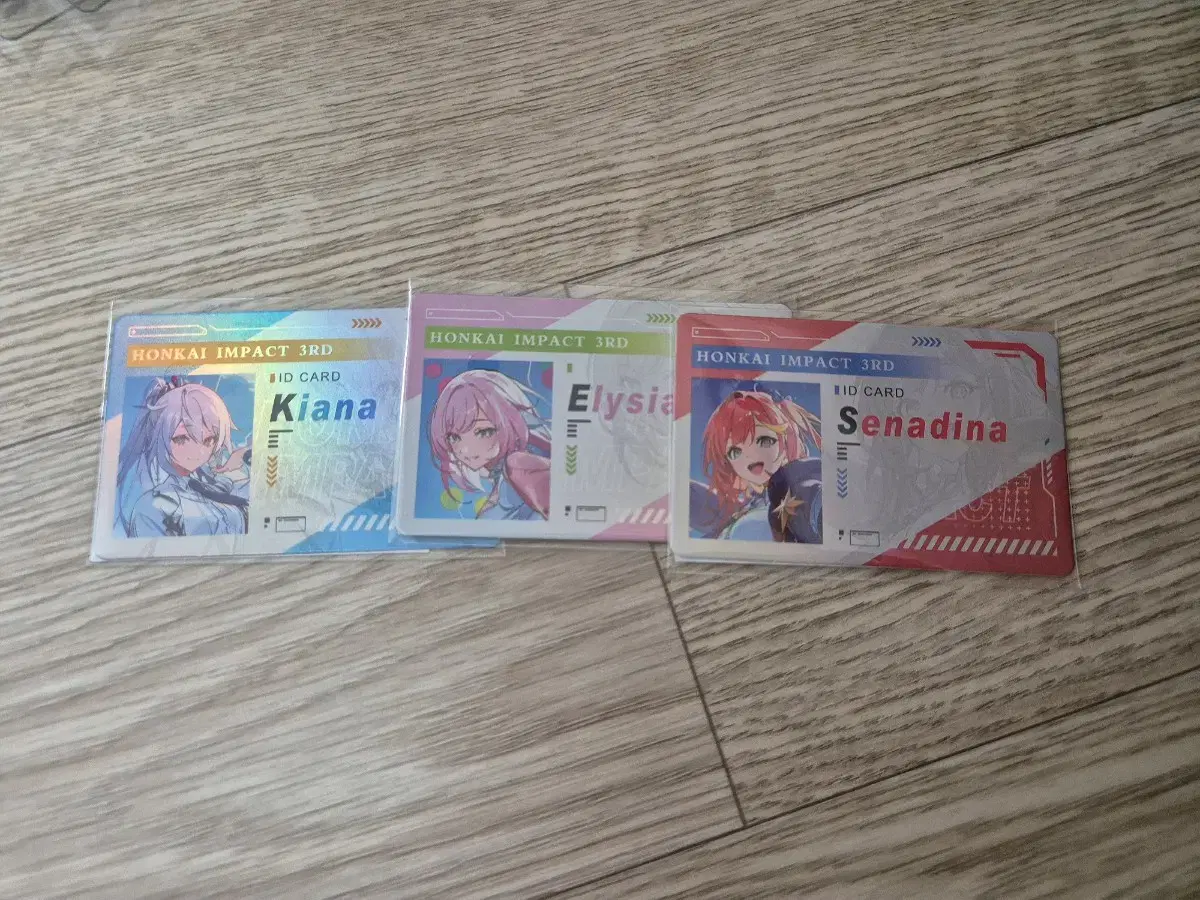 HONKAI IMPACT 3RD
ID CARD
Kiana
HONKAI IMPACT 3RD
Elysia
HONKAI IMPACT 3RD
ID CARD
Senadina